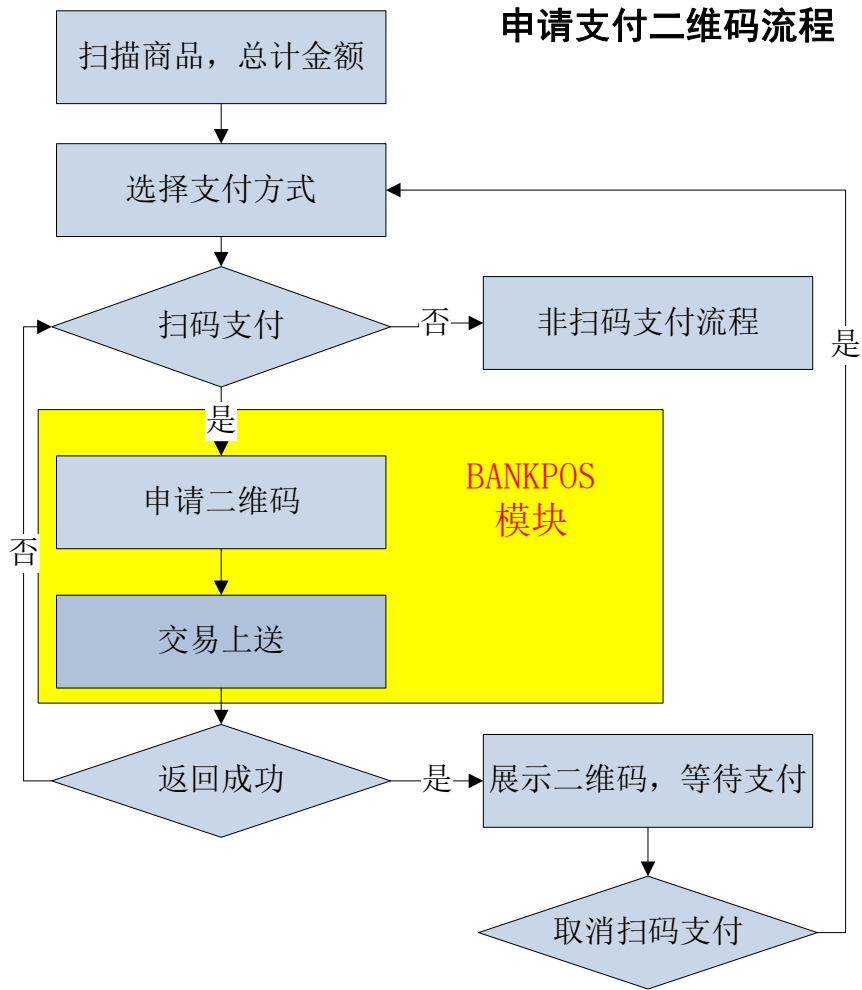 申请支付二维码流程
扫描商品，总计金额
选择支付方式
扫码支付
否
非扫码支付流程
是
是
申请二维码
BANKPOS
模块
否
交易上送
返回成功
是
展示二维码，等待支付
取消扫码支付